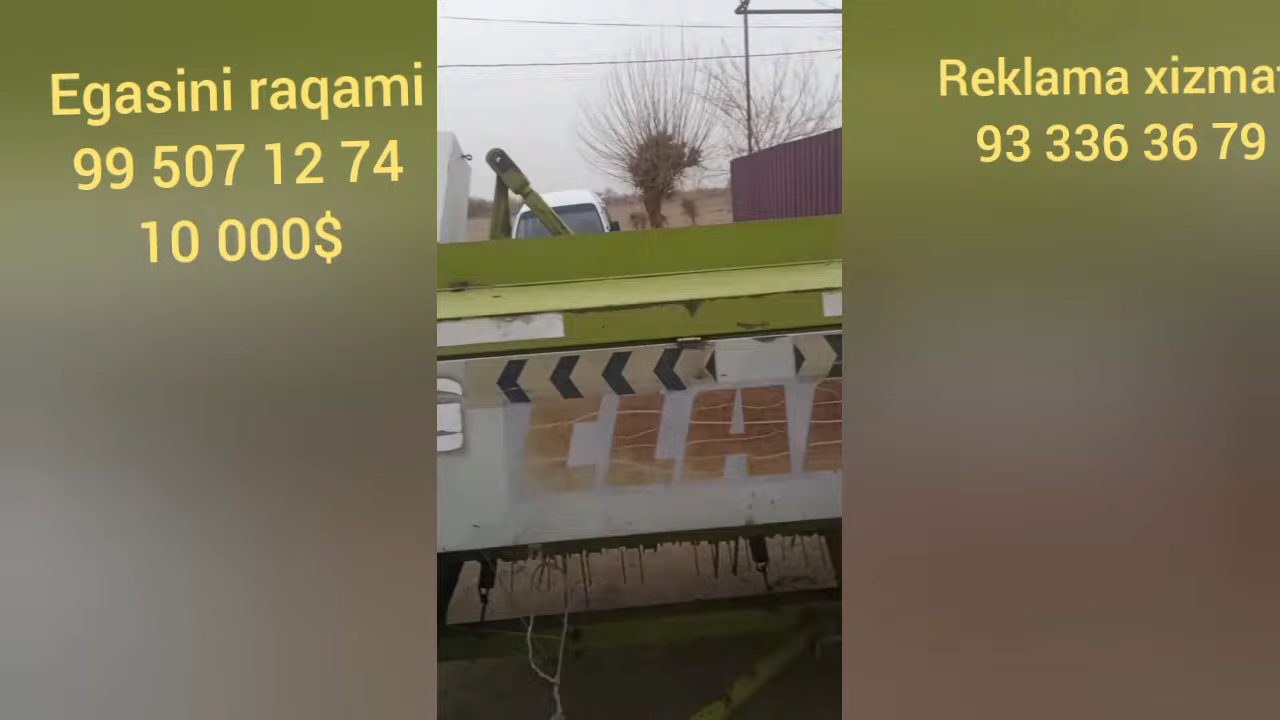 Egasini raqami
99 507 12 74
10 000$
Reklama xizmat
93 336 36 79